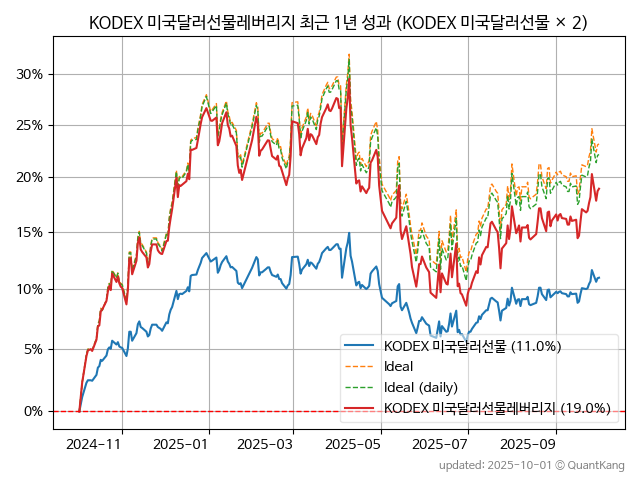 KODEX 미국달러선물레버리지 최근 1년 성과 (KODEX 미국달러선물 × 2)
30%
25%
20%
15%
10%
5%
0%
KODEX 미국달러선물 (11.0%)
Ideal
Ideal (daily)
KODEX 미국달러선물레버리지 (19.0%)
2024-11 2025-01 2025-03 2025-05 2025-07 2025-09
updated: 2025-10-01 © QuantKang